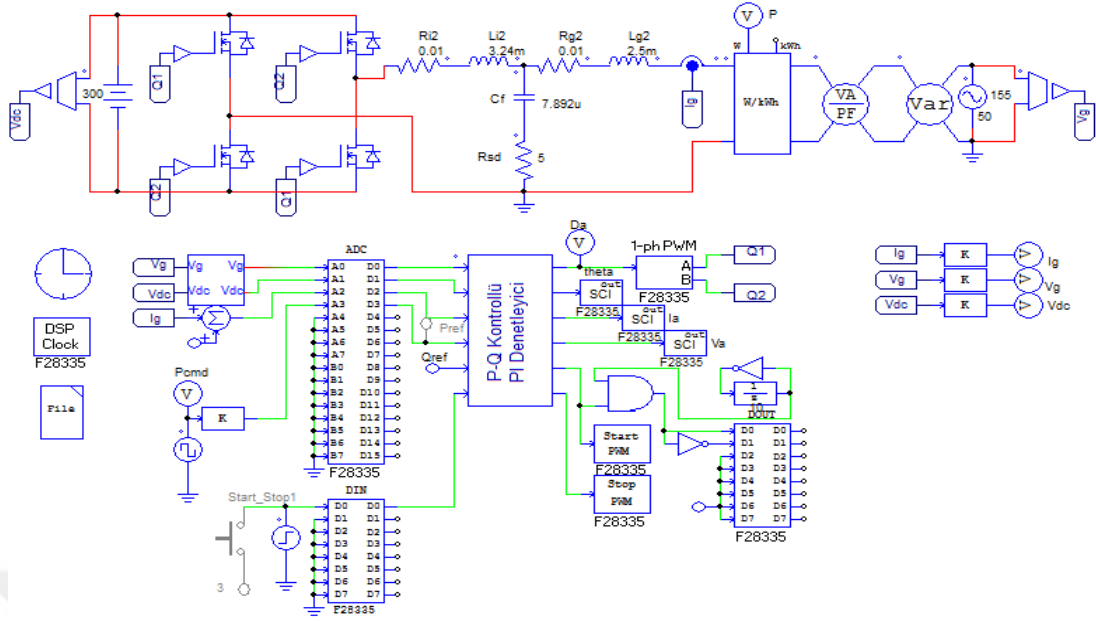 P
V
W
kWh
Ri2
0.01
Li2
3.24m
Rg2
0.01
Lg2
2.5m
Q1
Q2
300
Vdc
Cf
7.892u
Ig
W/kWh
VA
PF
Var
155
50
Vg
Rsd
5
Q2
Q1
Da
V
ADC
1-ph PWM
A
B
F28335
Q1
Q2
Ig
K
V
Ig
Vg
K
V
Vg
Vdc
K
V
Vdc
Vg
Vg
Vg
Vdc
Vdc
Vdc
Ig
Σ
A0 D0
A1 D1
A2 D2
A3 D3
A4 D4
A5 D5
A6 D6
A7 D7
B0 D8
B1 D9
B2 D10
B3 D11
B4 D12
B5 D13
B6 D14
B7 D15
F28335
Pref
Qref
P-Q Kontrollü
PI Denetleyici
theta
out
SCI
F28335
out
SCI
Ia
F28335
out
SCI
Va
F28335
DSP
Clock
F28335
File
Pcmd
V
K
1
s
10
DOUT
D0 D0
D1 D1
D2 D2
D3 D3
D4 D4
D5 D5
D6 D6
D7 D7
F28335
Start
PWM
F28335
Stop
PWM
F28335
Start_Stop1
3
DIN
D0 D0
D1 D1
D2 D2
D3 D3
D4 D4
D5 D5
D6 D6
D7 D7
F28335